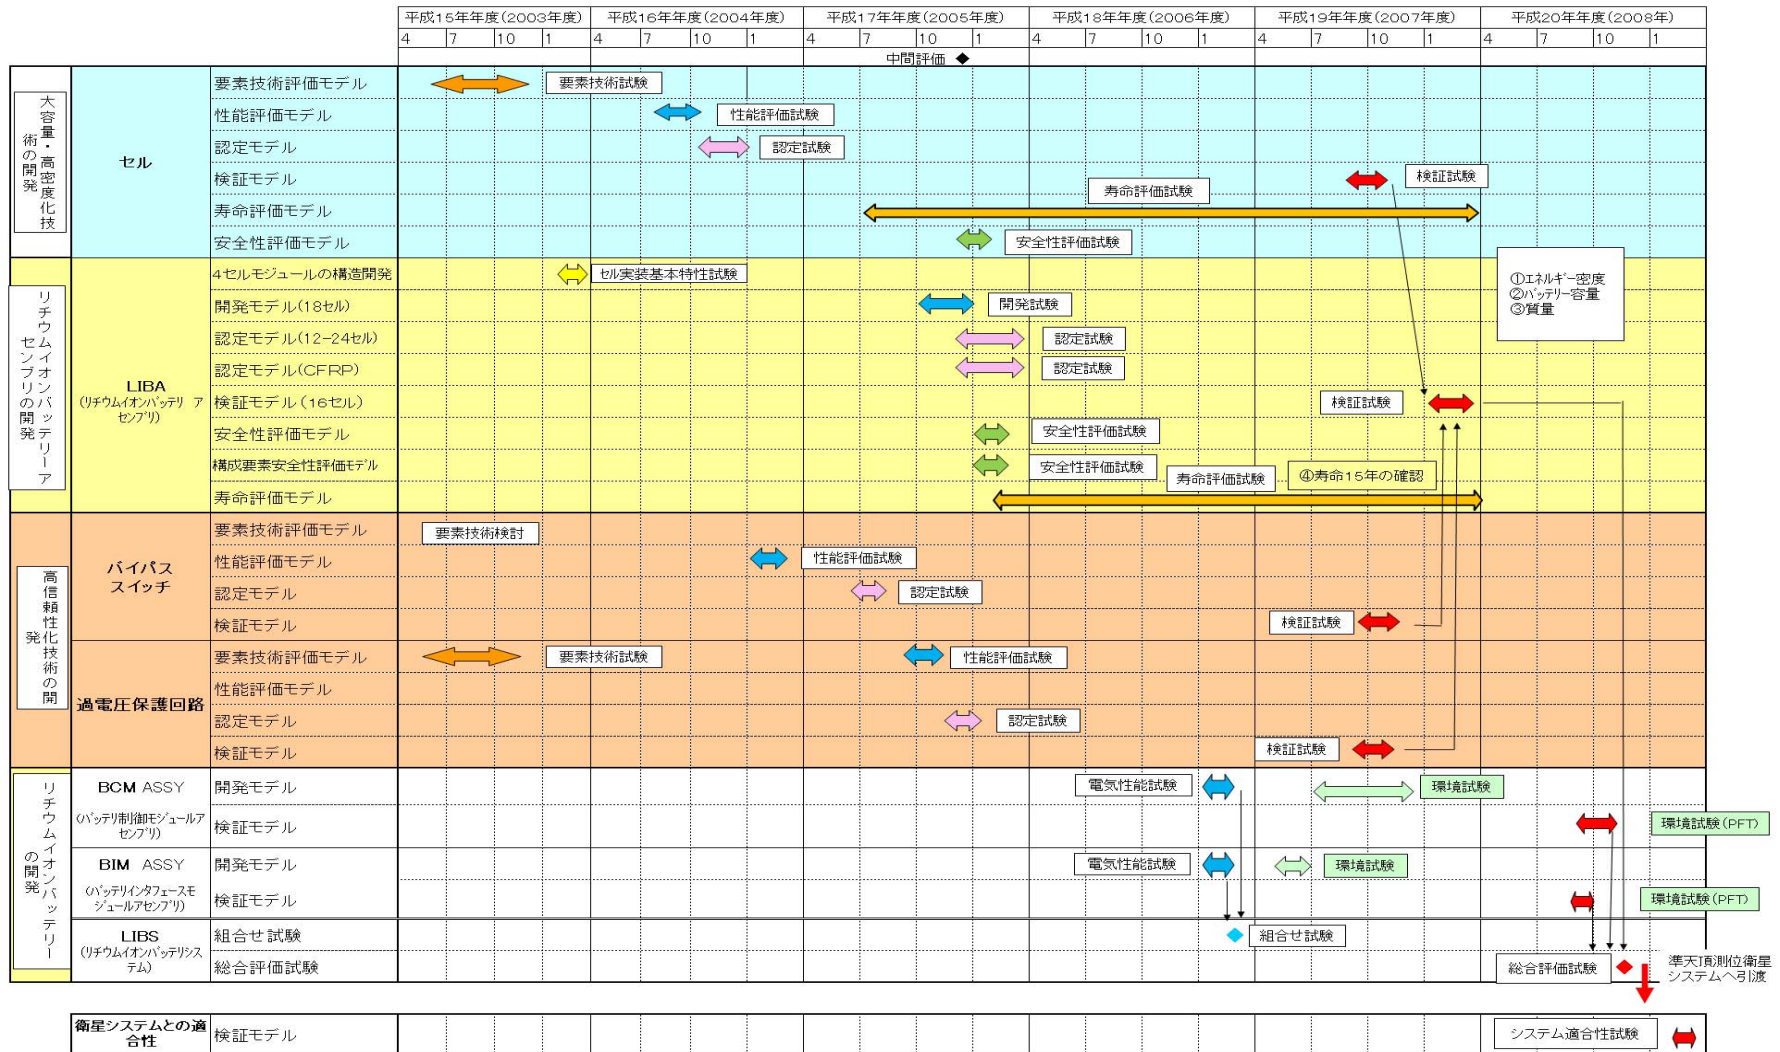 平成15年年度(2003年度) 平成16年年度(2004年度) 平成17年年度(2005年度) 平成18年年度(2006年度) 平成19年年度(2007年度) 平成20年年度(2008年)
4 7 10 1 4 7 10 1 4 7 10 1 4 7 10 1 4 7 10 1 4 7 10 1
中間評価
大容量・高密度化技術の開発
セル
要素技術評価モデル 要素技術試験
性能評価モデル 性能評価試験
認定モデル 認定試験
検証モデル 検証試験
寿命評価モデル 寿命評価試験
安全性評価モデル 安全性評価試験
リチウムイオンバッテリーアセンブリの開発
LIBA
(リチウムイオンバッテリ アセンブリ)
4セルモジュールの構造開発 セル実装基本特性試験
開発モデル(18セル) 開発試験
認定モデル(12-24セル) 認定試験
認定モデル(CFRP) 認定試験
検証モデル(16セル) 検証試験
安全性評価モデル 安全性評価試験
構成要素安全性評価モデル 安全性評価試験
寿命評価モデル 寿命評価試験 ④寿命15年の確認
①エネルギー密度
②バッテリー容量
③質量
高信頼性化技術の開発
バイパス
スイッチ
要素技術評価モデル 要素技術検討
性能評価モデル 性能評価試験
認定モデル 認定試験
検証モデル 検証試験
過電圧保護回路
要素技術評価モデル 要素技術試験 性能評価試験
性能評価モデル
認定モデル 認定試験
検証モデル 検証試験
リチウムイオンバッテリーの開発
BCM ASSY
(バッテリ制御モジュールアセンブリ)
開発モデル 電気性能試験 環境試験
検証モデル 環境試験(PFT)
BIM ASSY
(バッテリインタフェースモジュールアセンブリ)
開発モデル 電気性能試験 環境試験
検証モデル 環境試験(PFT)
LIBS
(リチウムイオンバッテリシステム)
組合せ試験 組合せ試験
総合評価試験 総合評価試験
準天頂測位衛星
システムへ引渡
衛星システムとの適合性
検証モデル システム適合性試験